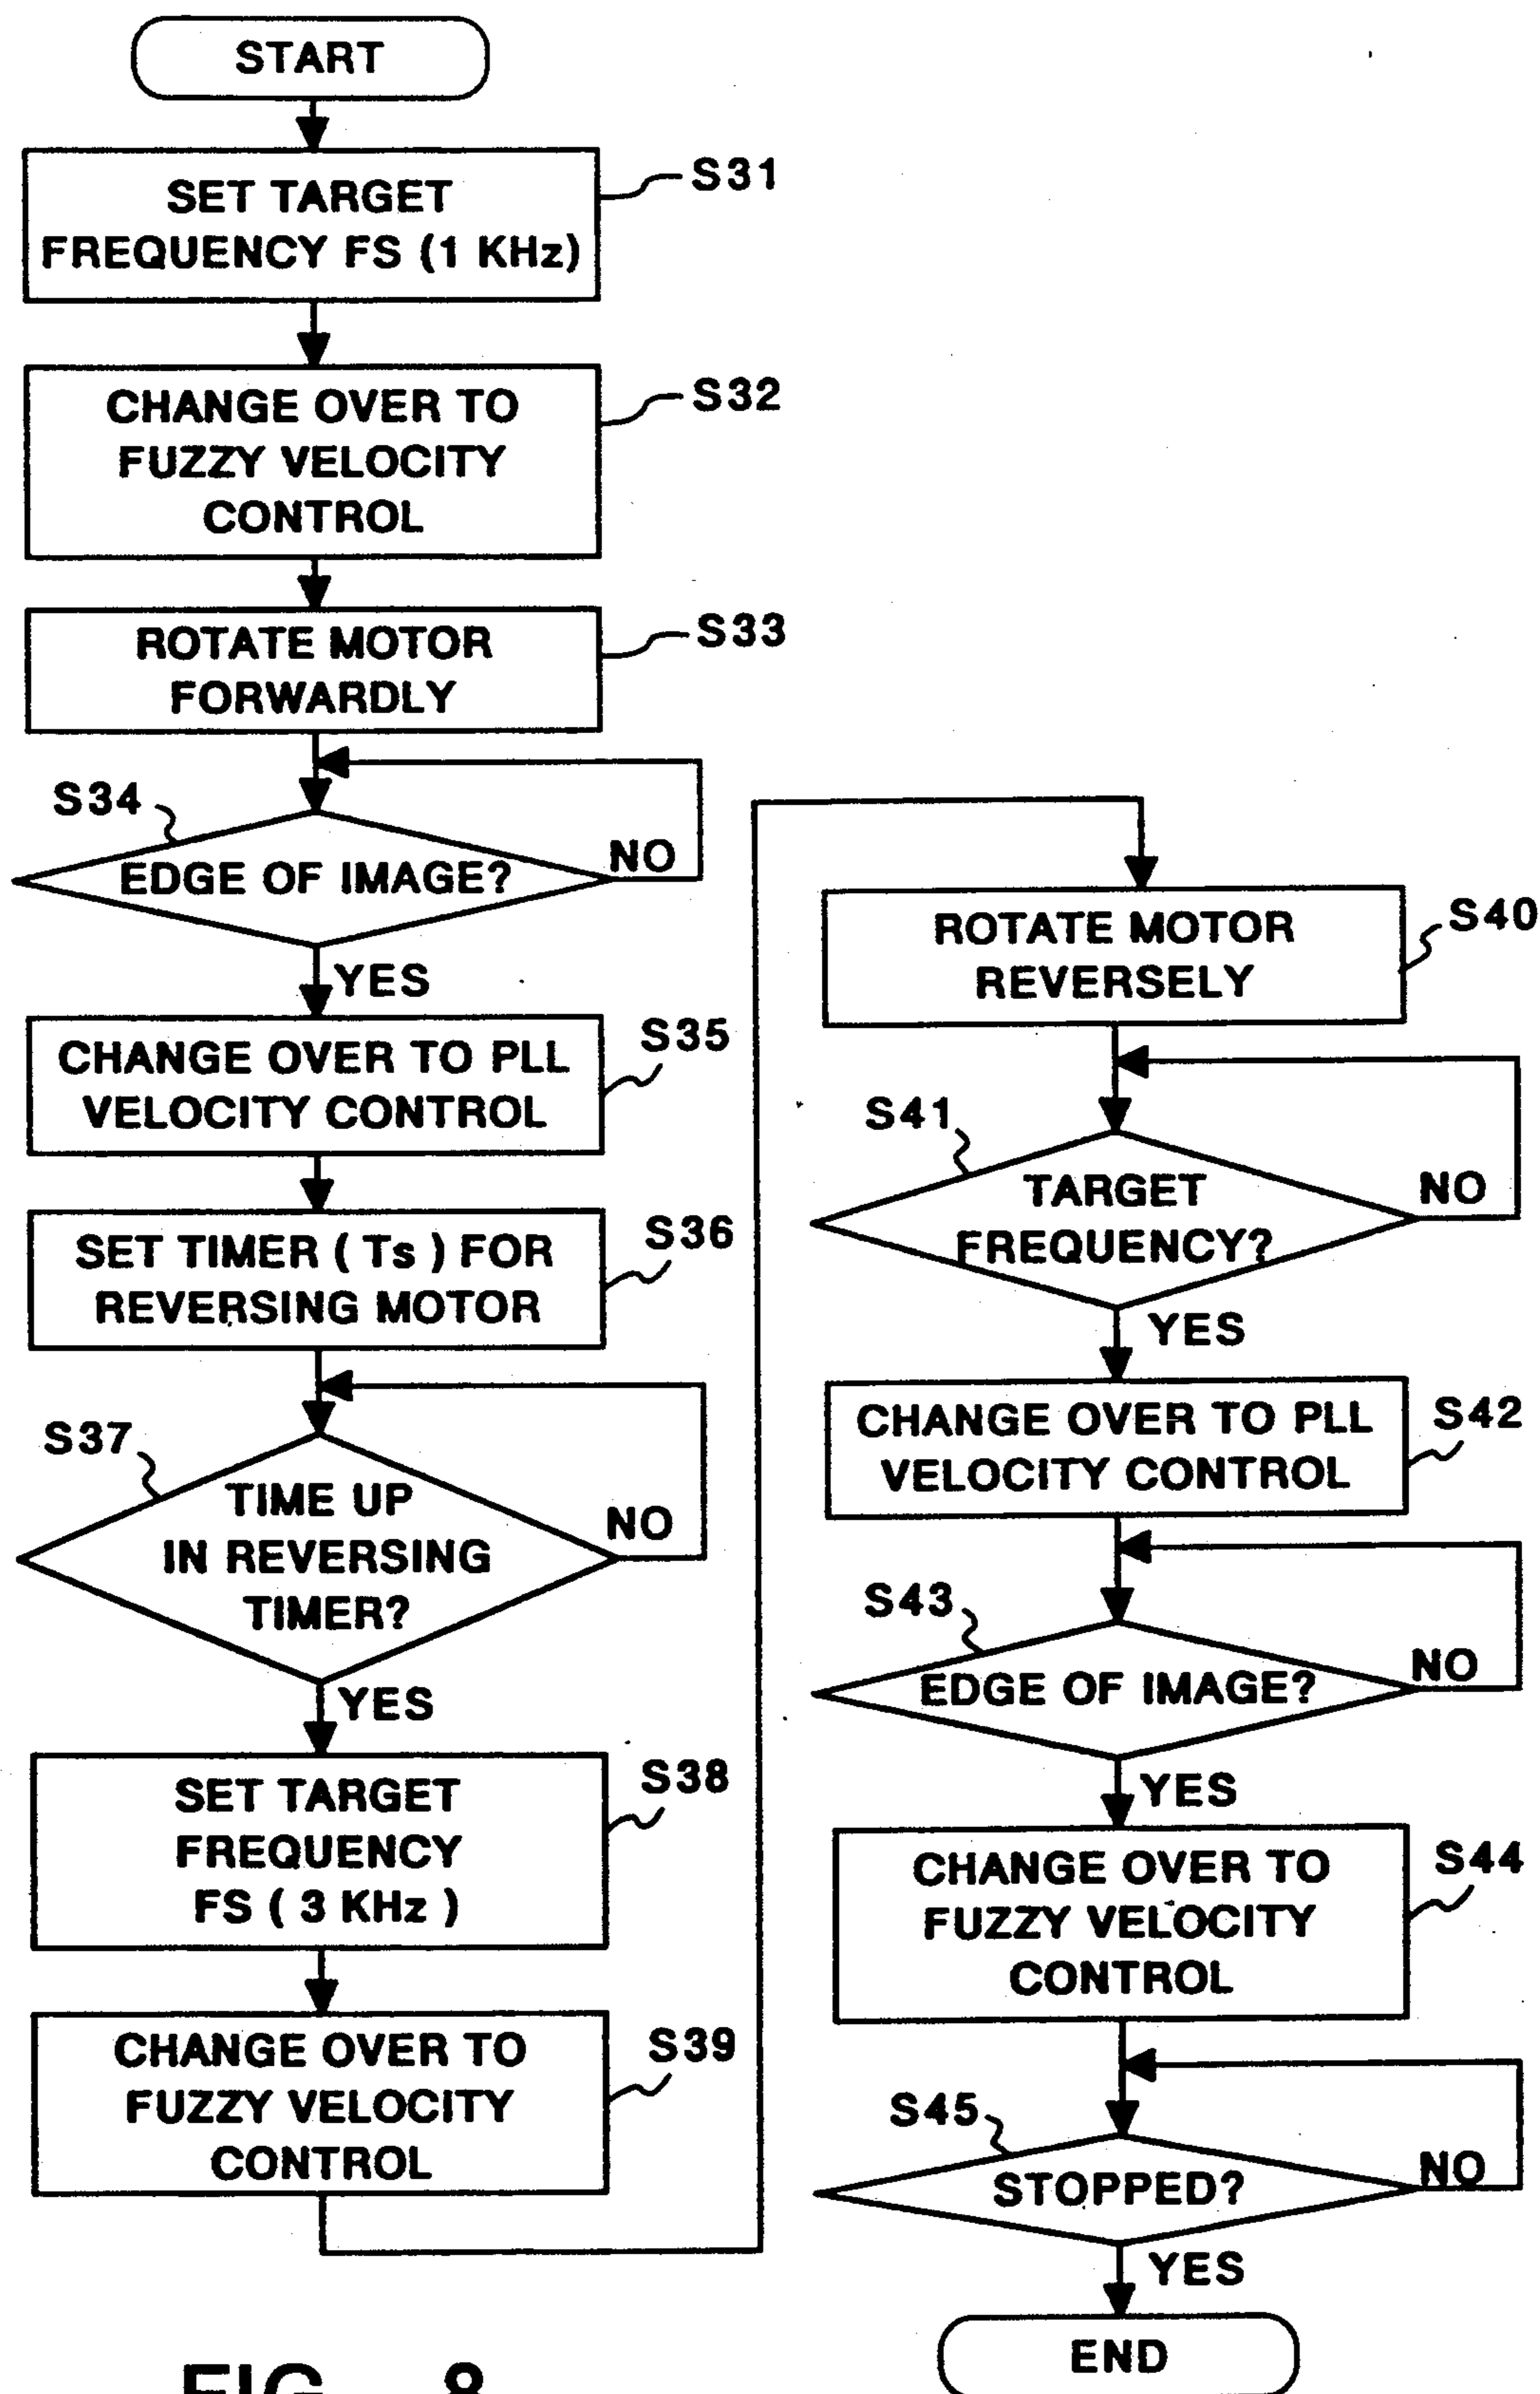 START
SET TARGET
FREQUENCY FS (1 KHz)
S31
CHANGE OVER TO
FUZZY VELOCITY
CONTROL
S32
ROTATE MOTOR
FORWARDLY
S33
S34
EDGE OF IMAGE?
NO
YES
CHANGE OVER TO PLL
VELOCITY CONTROL
S35
SET TIMER ( Ts ) FOR
REVERSING MOTOR
S36
S37
TIME UP
IN REVERSING
TIMER?
NO
YES
SET TARGET
FREQUENCY
FS ( 3 KHz )
S38
CHANGE OVER TO
FUZZY VELOCITY
CONTROL
S39
ROTATE MOTOR
REVERSELY
S40
S41
TARGET
FREQUENCY?
NO
YES
CHANGE OVER TO PLL
VELOCITY CONTROL
S42
S43
EDGE OF IMAGE?
NO
YES
CHANGE OVER TO
FUZZY VELOCITY
CONTROL
S44
S45
STOPPED?
NO
YES
END
FIG. 8